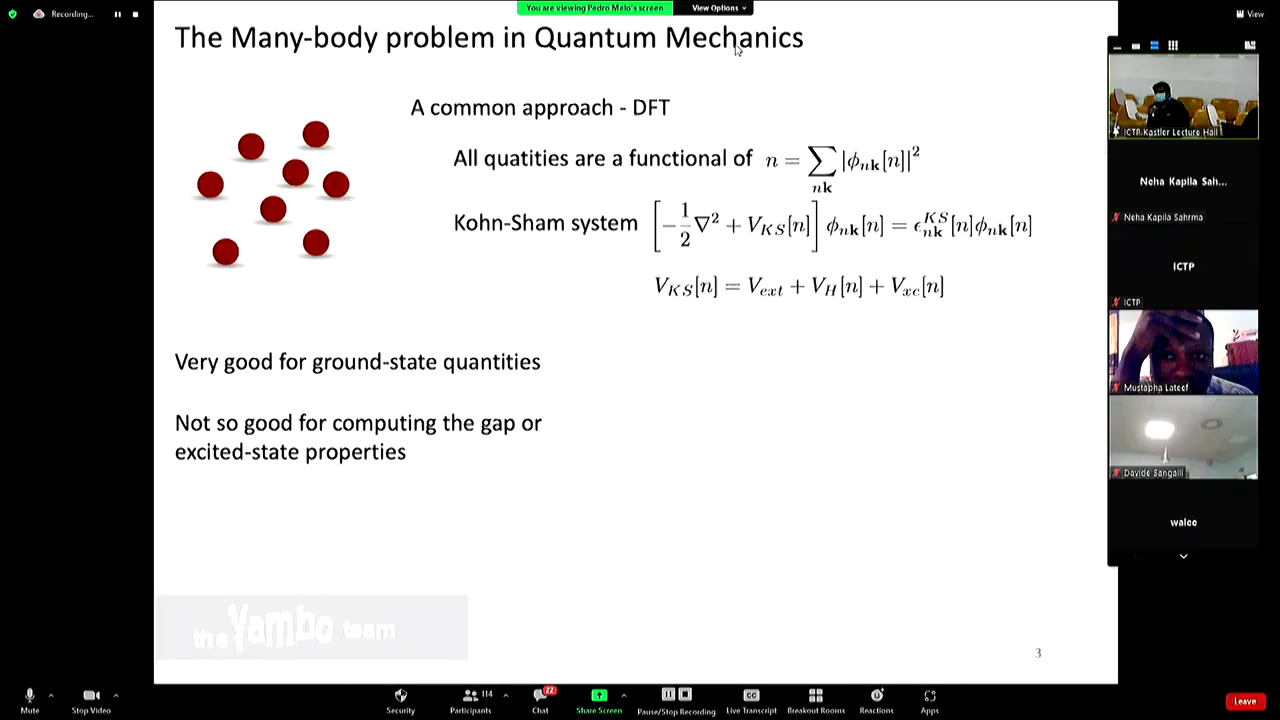 Recording...
You are viewing Pedro Melo's screen
View Options
View
The Many-body problem in Quantum Mechanics
A common approach - DFT
All quatities are a functional of n = ∑_{nk} |ϕ_{nk}[n]|²
Kohn-Sham system [-1/2 ∇² + V_{KS}[n]] ϕ_{nk}[n] = ϵ^{KS}_{nk}[n]ϕ_{nk}[n]
V_{KS}[n] = V_{ext} + V_H[n] + V_{xc}[n]
Very good for ground-state quantities
Not so good for computing the gap or
excited-state properties
the Yambo team
3
ICTP Kastler Lecture Hall
Neha Kapila Sah...
Neha Kapila Sahrma
ICTP
ICTP
Mustapha Lateef
Davide Sangalli
walee
Mute
Stop Video
Security
Participants
114
Chat
22
Share Screen
Pause/Stop Recording
CC
Live Transcript
Breakout Rooms
Reactions
Apps
Leave